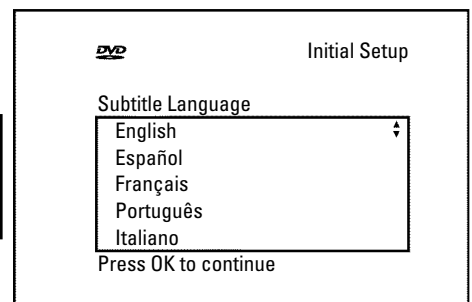 DVD
Initial Setup
Subtitle Language
English
Español
Français
Português
Italiano
Press OK to continue